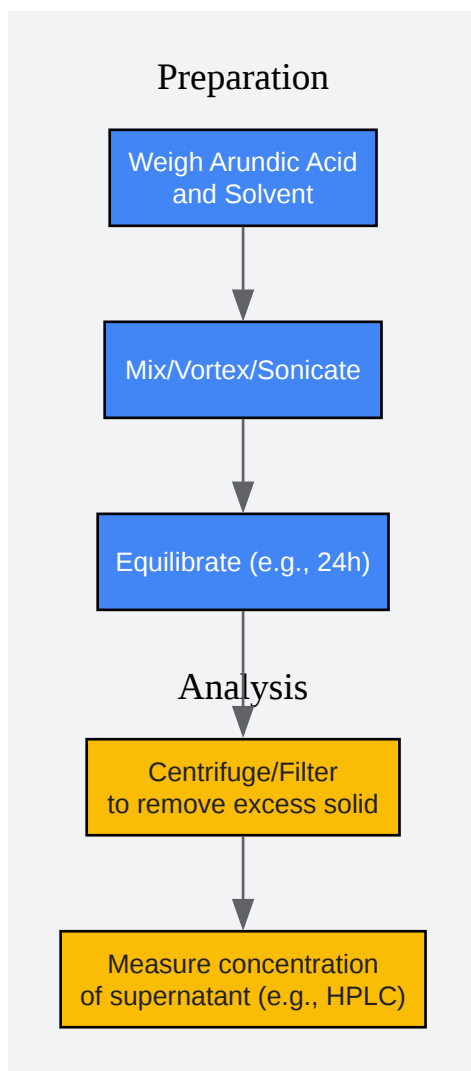 Preparation
Weigh Arundic Acid
and Solvent
Mix/Vortex/Sonicate
Equilibrate (e.g., 24h)
Analysis
Centrifuge/Filter
to remove excess solid
Measure concentration
of supernatant (e.g., HPLC)